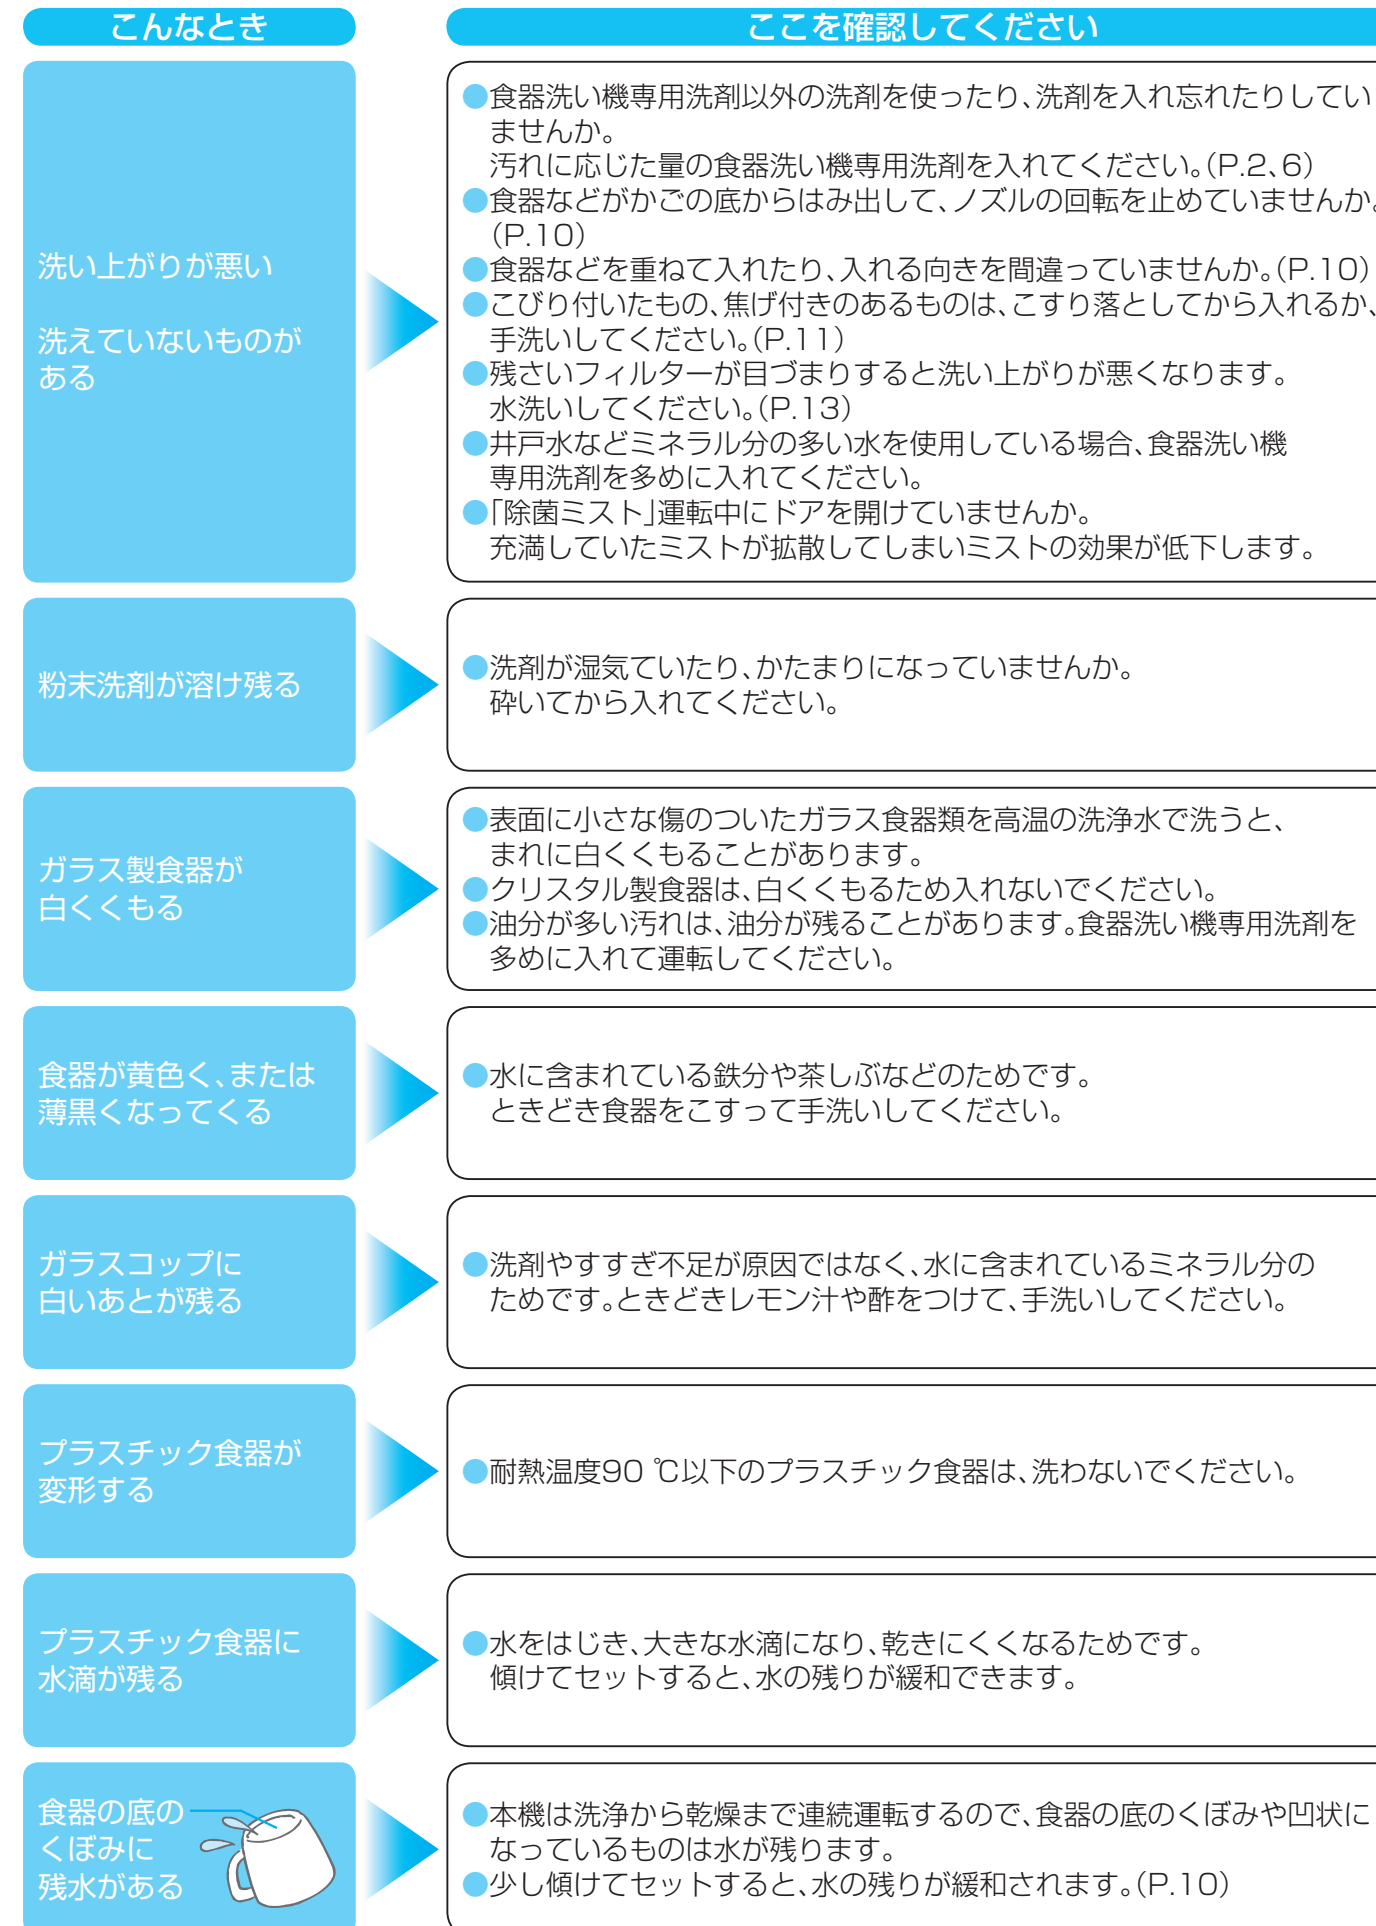 こんなとき
ここを確認してください
洗い上がりが悪い
洗えていないものが
ある
●食器洗い機専用洗剤以外の洗剤を使ったり、洗剤を入れ忘れたりしてい
ませんか。
汚れに応じた量の食器洗い機専用洗剤を入れてください。(P.2、6)
●食器などがかごの底からはみ出して、ノズルの回転を止めていませんか。
(P.10)
●食器などを重ねて入れたり、入れる向きを間違っていませんか。(P.10)
●こびり付いたもの、焦げ付きのあるものは、こすり落としてから入れるか、
手洗いしてください。(P.11)
●残さいフィルターが目づまりすると洗い上がりが悪くなります。
水洗いしてください。(P.13)
●井戸水などミネラル分の多い水を使用している場合、食器洗い機
専用洗剤を多めに入れてください。
●「除菌ミスト」運転中にドアを開けていませんか。
充満していたミストが拡散してしまいミストの効果が低下します。
粉末洗剤が溶け残る
●洗剤が湿気ていたり、かたまりになっていませんか。
砕いてから入れてください。
ガラス製食器が
白くくもる
●表面に小さな傷のついたガラス食器類を高温の洗浄水で洗うと、
まれに白くくもることがあります。
●クリスタル製食器は、白くくもるため入れないでください。
●油分が多い汚れは、油分が残ることがあります。食器洗い機専用洗剤を
多めに入れて運転してください。
食器が黄色く、または
薄黒くなってくる
●水に含まれている鉄分や茶しぶなどのためです。
ときどき食器をこすって手洗いしてください。
ガラスコップに
白いあとが残る
●洗剤やすすぎ不足が原因ではなく、水に含まれているミネラル分の
ためです。ときどきレモン汁や酢をつけて、手洗いしてください。
プラスチック食器が
変形する
●耐熱温度90 ℃以下のプラスチック食器は、洗わないでください。
プラスチック食器に
水滴が残る
●水をはじき、大きな水滴になり、乾きにくくなるためです。
傾けてセットすると、水の残りが緩和できます。
食器の底の
くぼみに
残水がある
●本機は洗浄から乾燥まで連続運転するので、食器の底のくぼみや凹状に
なっているものは水が残ります。
●少し傾けてセットすると、水の残りが緩和されます。(P.10)